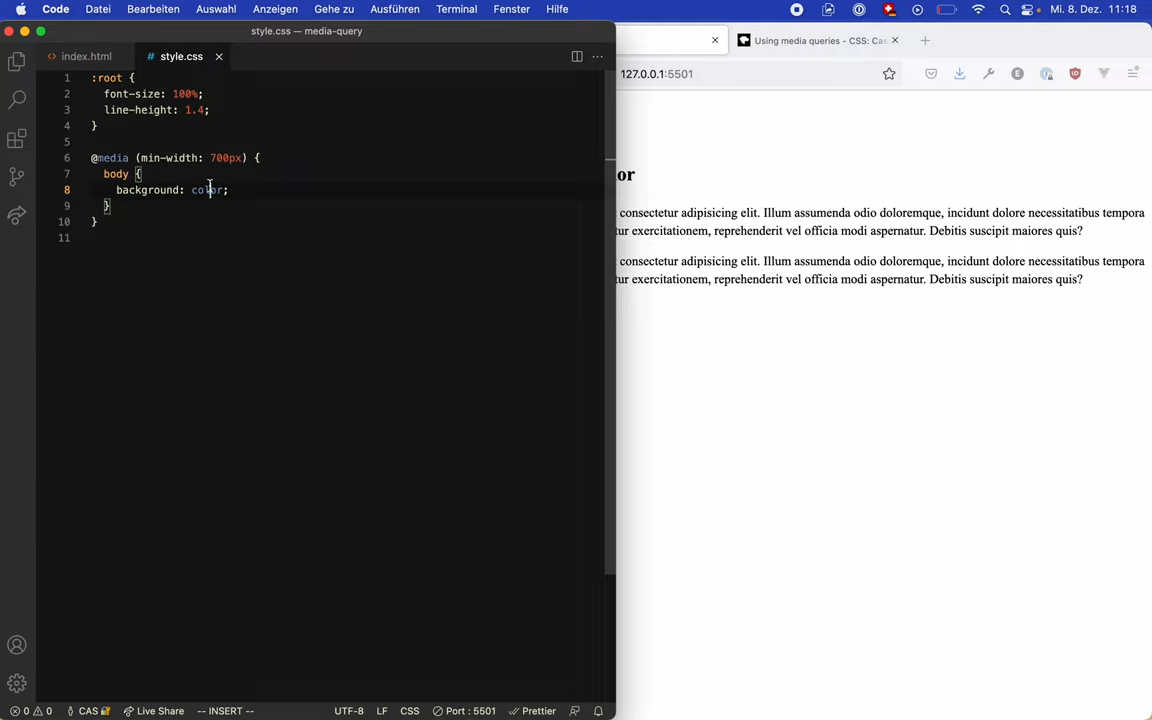 Code Datei Bearbeiten Auswahl Anzeigen Gehe zu Ausführen Terminal Fenster Hilfe Mi. 8. Dez. 11:18
style.css — media-query
index.html
style.css
1 :root {
2 font-size: 100%;
3 line-height: 1.4;
4 }
5
6 @media (min-width: 700px) {
7 body {
8 background: color;
9 }
10 }
11
CAS
Live Share
-- INSERT --
UTF-8
LF
CSS
Port : 5501
Prettier
0 0
Using media queries - CSS: Cas
127.0.0.1:5501
or
consectetur adipisicing elit. Illum assumenda odio doloremque, incidunt dolore necessitatibus tempora
tur exercitationem, reprehenderit vel officia modi aspernatur. Debitis suscipit maiores quis?
consectetur adipisicing elit. Illum assumenda odio doloremque, incidunt dolore necessitatibus tempora
tur exercitationem, reprehenderit vel officia modi aspernatur. Debitis suscipit maiores quis?